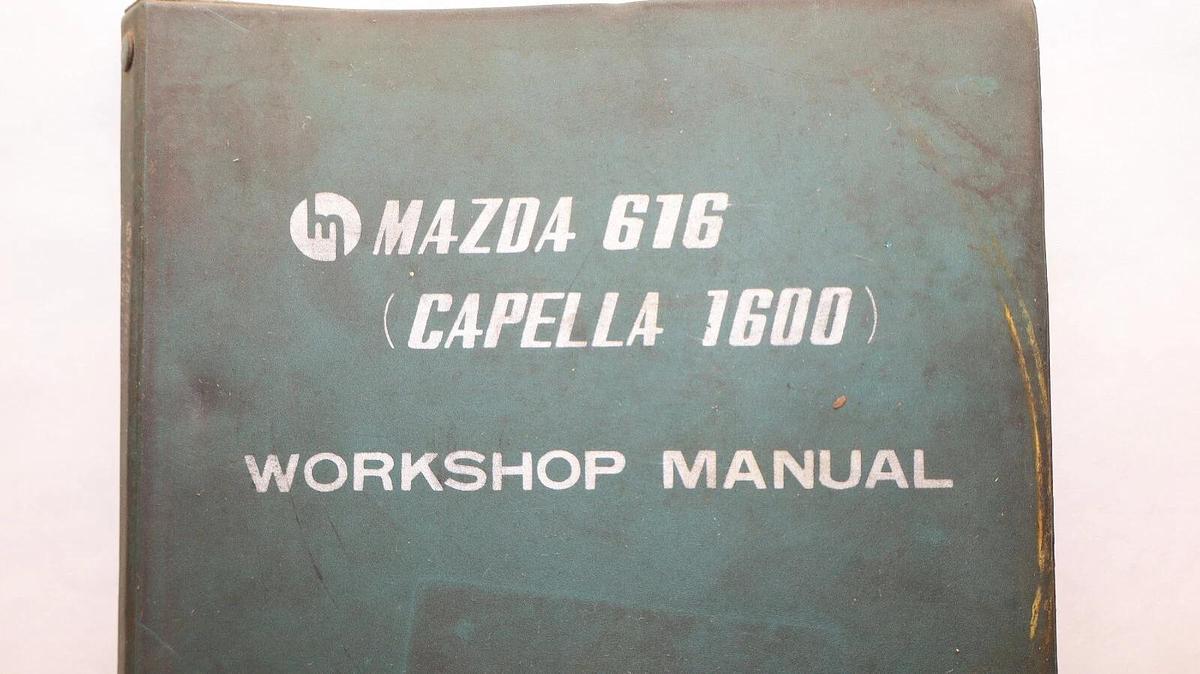 MAZDA 616
(CAPELLA 1600)
WORKSHOP MANUAL